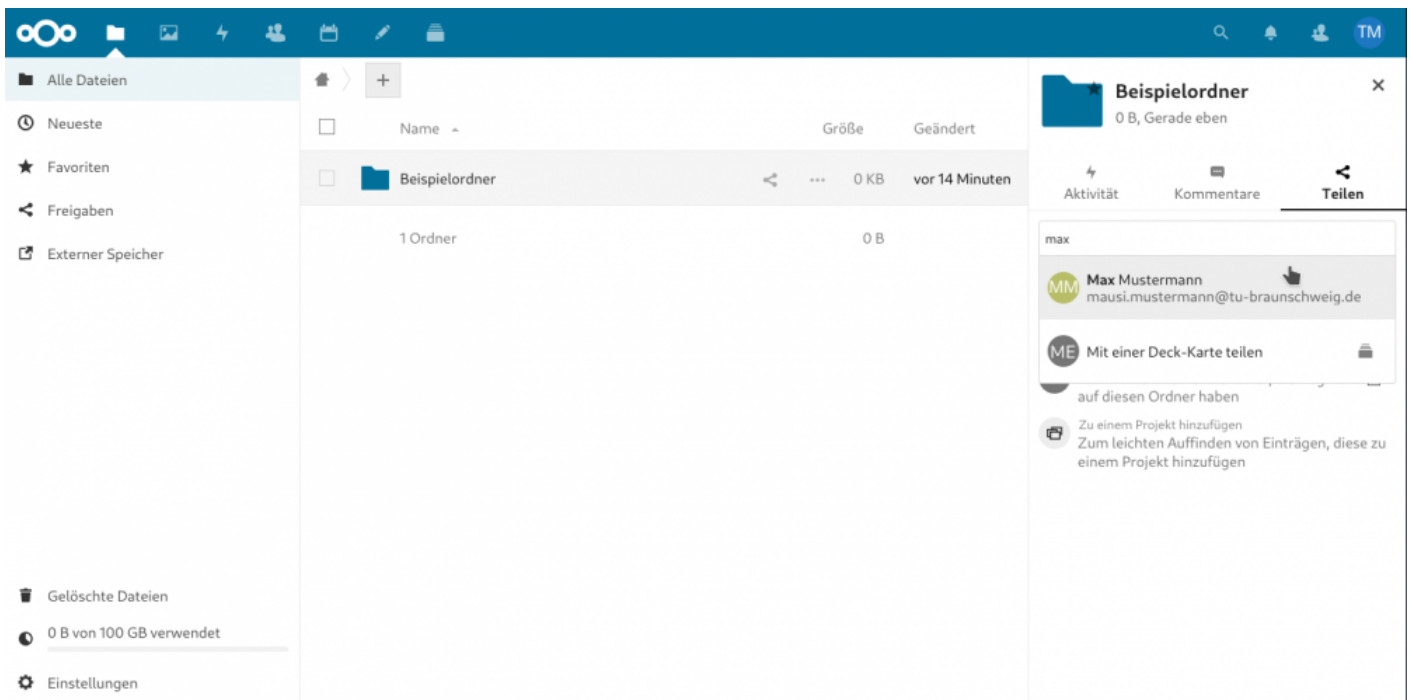 TM
Alle Dateien
Neueste
Favoriten
Freigaben
Externer Speicher
Gelöschte Dateien
0 B von 100 GB verwendet
Einstellungen
+
Name Größe Geändert
Beispielordner ... 0 KB vor 14 Minuten
1 Ordner 0 B
Beispielordner
0 B, Gerade eben
Aktivität Kommentare Teilen
max
MM Max Mustermann
mausi.mustermann@tu-braunschweig.de
ME Mit einer Deck-Karte teilen
auf diesen Ordner haben
Zu einem Projekt hinzufügen
Zum leichten Auffinden von Einträgen, diese zu
einem Projekt hinzufügen